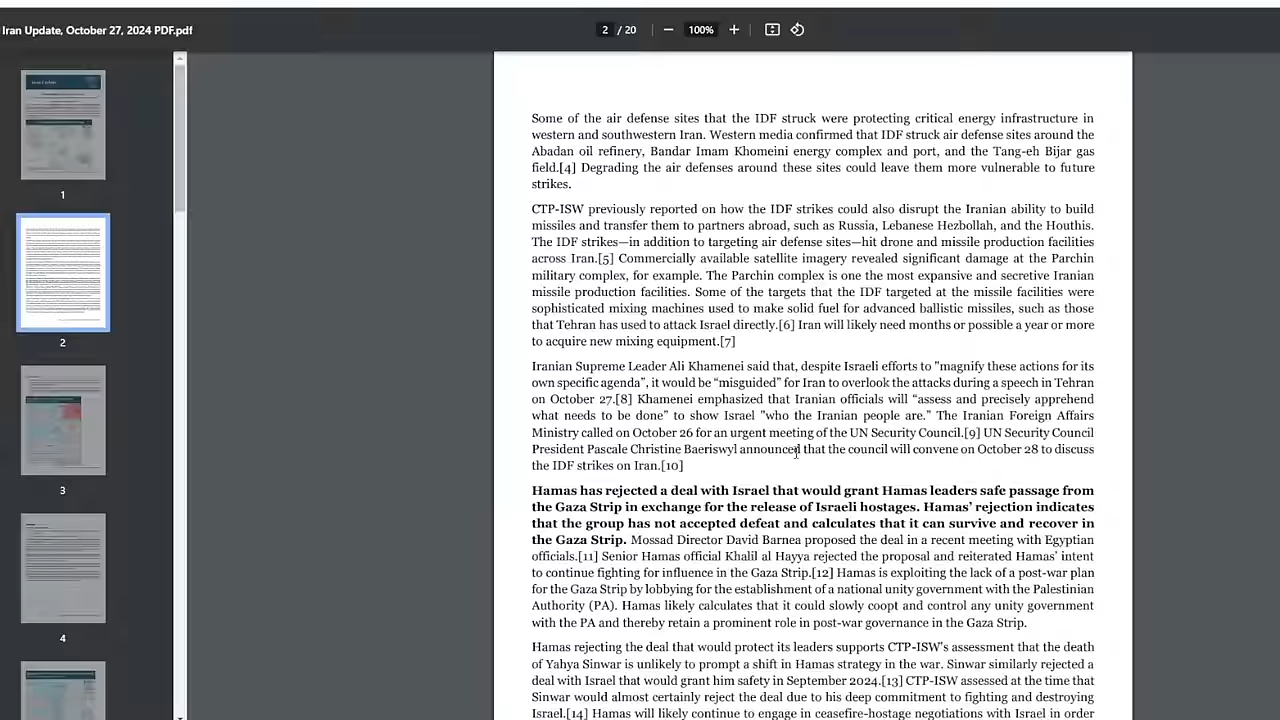 Iran Update, October 27, 2024 PDF.pdf
2 / 20
100%
1
2
3
4
Some of the air defense sites that the IDF struck were protecting critical energy infrastructure in
western and southwestern Iran. Western media confirmed that IDF struck air defense sites around the
Abadan oil refinery, Bandar Imam Khomeini energy complex and port, and the Tang-eh Bijar gas
field.[4] Degrading the air defenses around these sites could leave them more vulnerable to future
strikes.
CTP-ISW previously reported on how the IDF strikes could also disrupt the Iranian ability to build
missiles and transfer them to partners abroad, such as Russia, Lebanese Hezbollah, and the Houthis.
The IDF strikes—in addition to targeting air defense sites—hit drone and missile production facilities
across Iran.[5] Commercially available satellite imagery revealed significant damage at the Parchin
military complex, for example. The Parchin complex is one the most expansive and secretive Iranian
missile production facilities. Some of the targets that the IDF targeted at the missile facilities were
sophisticated mixing machines used to make solid fuel for advanced ballistic missiles, such as those
that Tehran has used to attack Israel directly.[6] Iran will likely need months or possible a year or more
to acquire new mixing equipment.[7]
Iranian Supreme Leader Ali Khamenei said that, despite Israeli efforts to "magnify these actions for its
own specific agenda”, it would be “misguided” for Iran to overlook the attacks during a speech in Tehran
on October 27.[8] Khamenei emphasized that Iranian officials will “assess and precisely apprehend
what needs to be done” to show Israel "who the Iranian people are.” The Iranian Foreign Affairs
Ministry called on October 26 for an urgent meeting of the UN Security Council.[9] UN Security Council
President Pascale Christine Baeriswyl announced that the council will convene on October 28 to discuss
the IDF strikes on Iran.[10]
Hamas has rejected a deal with Israel that would grant Hamas leaders safe passage from
the Gaza Strip in exchange for the release of Israeli hostages. Hamas’ rejection indicates
that the group has not accepted defeat and calculates that it can survive and recover in
the Gaza Strip. Mossad Director David Barnea proposed the deal in a recent meeting with Egyptian
officials.[11] Senior Hamas official Khalil al Hayya rejected the proposal and reiterated Hamas’ intent
to continue fighting for influence in the Gaza Strip.[12] Hamas is exploiting the lack of a post-war plan
for the Gaza Strip by lobbying for the establishment of a national unity government with the Palestinian
Authority (PA). Hamas likely calculates that it could slowly coopt and control any unity government
with the PA and thereby retain a prominent role in post-war governance in the Gaza Strip.
Hamas rejecting the deal that would protect its leaders supports CTP-ISW’s assessment that the death
of Yahya Sinwar is unlikely to prompt a shift in Hamas strategy in the war. Sinwar similarly rejected a
deal with Israel that would grant him safety in September 2024.[13] CTP-ISW assessed at the time that
Sinwar would almost certainly reject the deal due to his deep commitment to fighting and destroying
Israel.[14] Hamas will likely continue to engage in ceasefire-hostage negotiations with Israel in order